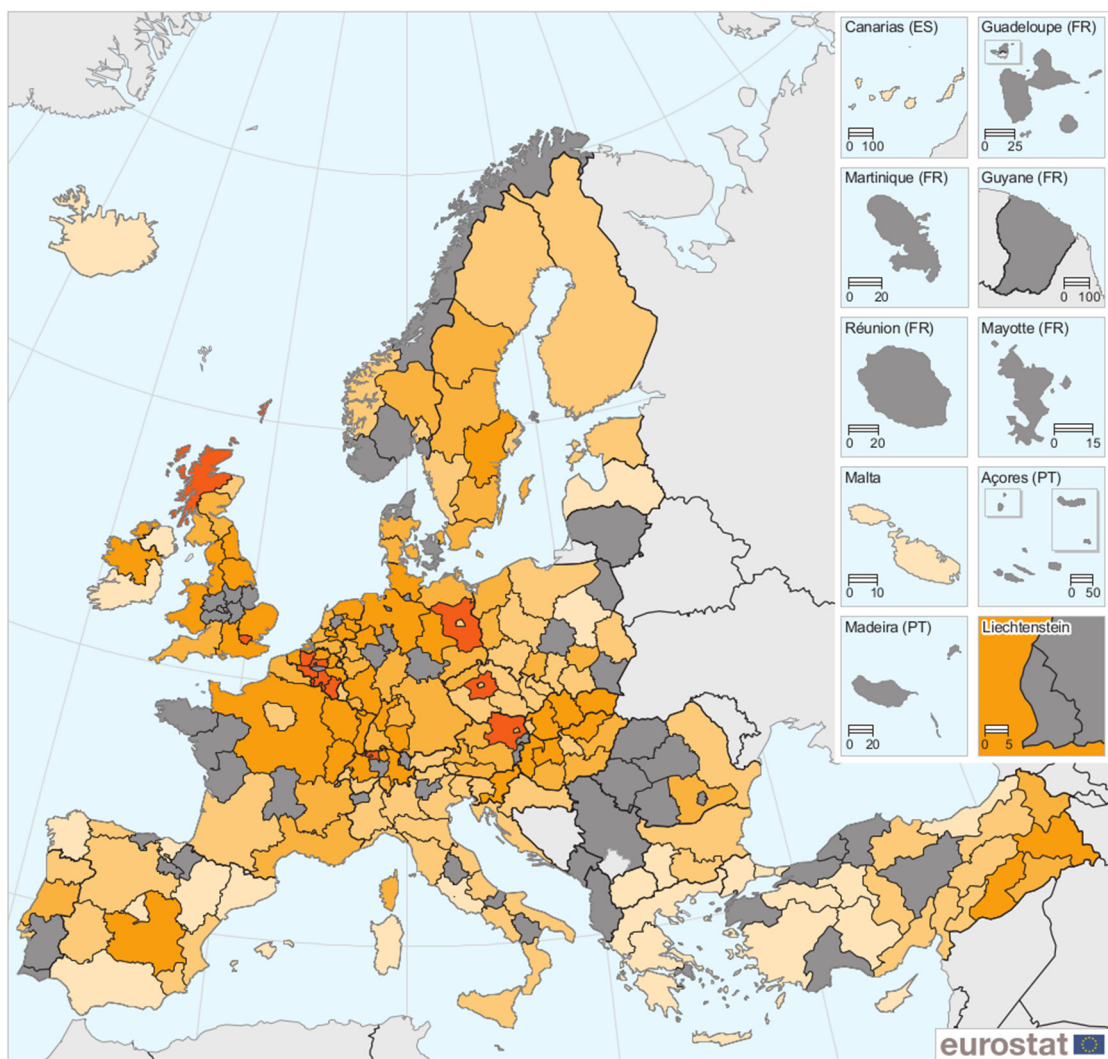 Canarias (ES)
0 100
Guadeloupe (FR)
0 25
Martinique (FR)
0 20
Guyane (FR)
0 100
Réunion (FR)
0 20
Mayotte (FR)
0 15
Malta
0 10
Açores (PT)
0 50
Madeira (PT)
0 20
Liechtenstein
0 5
eurostat